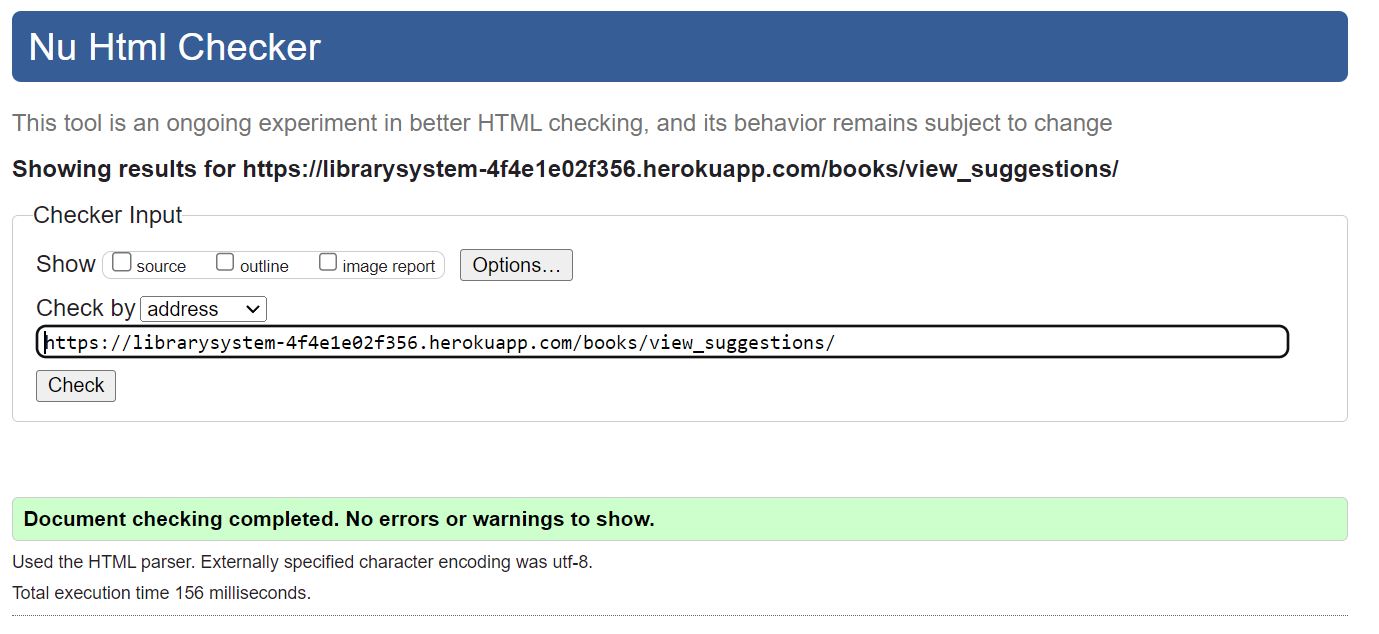 Nu Html Checker
This tool is an ongoing experiment in better HTML checking, and its behavior remains subject to change
Showing results for https://librarysystem-4f4e1e02f356.herokuapp.com/books/view_suggestions/
Checker Input
Show source outline image report Options...
Check by address
https://librarysystem-4f4e1e02f356.herokuapp.com/books/view_suggestions/
Check
Document checking completed. No errors or warnings to show.
Used the HTML parser. Externally specified character encoding was utf-8.
Total execution time 156 milliseconds.